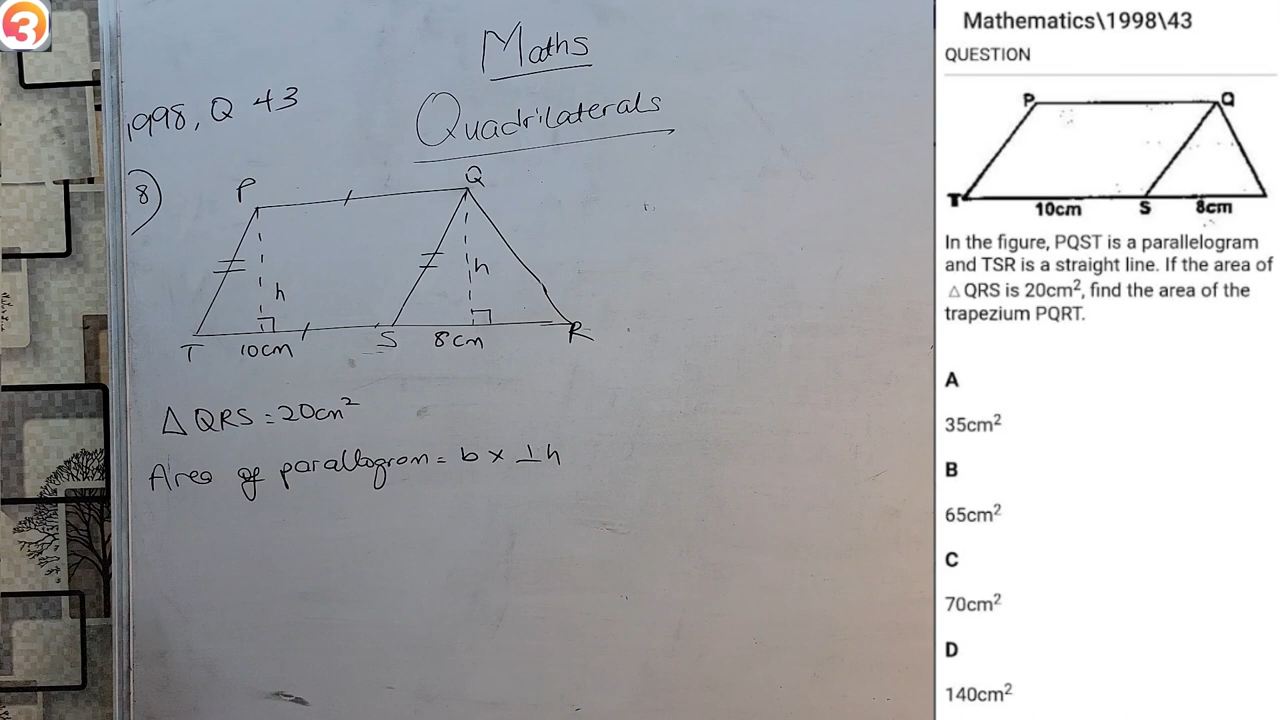 3
Maths
1998, Q 43
Quadrilaterals
8)
P
Q
h
h
T 10cm S 8cm R
△ QRS = 20cm²
Area of parallogram = b × ⊥h
Mathematics\1998\43
QUESTION
P Q
T S
10cm 8cm
In the figure, PQST is a parallelogram
and TSR is a straight line. If the area of
△ QRS is 20cm², find the area of the
trapezium PQRT.
A
35cm²
B
65cm²
C
70cm²
D
140cm²